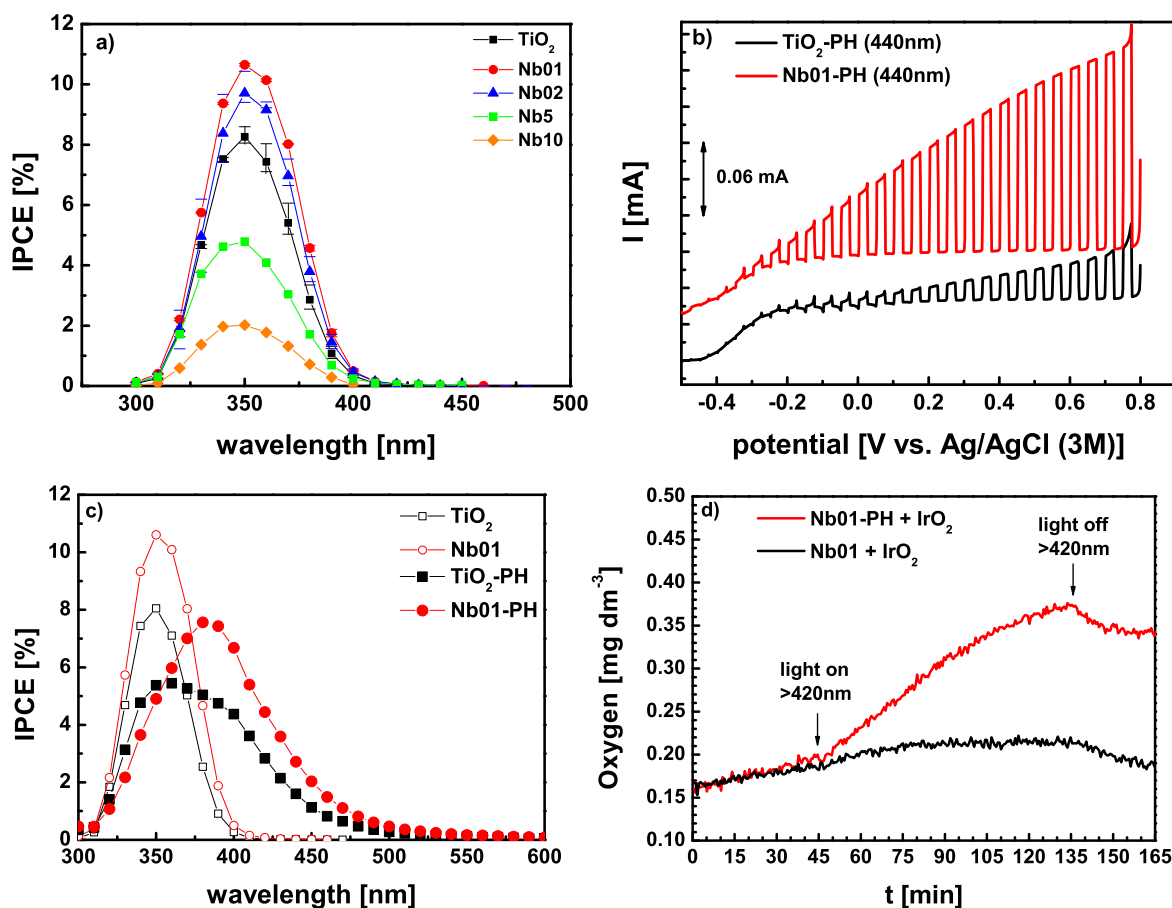 a)
TiO₂
Nb01
Nb02
Nb5
Nb10
12
10
8
6
4
2
0
IPCE [%]
300 350 400 450 500
wavelength [nm]
b)
TiO₂-PH (440nm)
Nb01-PH (440nm)
0.06 mA
I [mA]
-0.4 -0.2 0.0 0.2 0.4 0.6 0.8
potential [V vs. Ag/AgCl (3M)]
c)
TiO₂
Nb01
TiO₂-PH
Nb01-PH
12
10
8
6
4
2
0
IPCE [%]
300 350 400 450 500 550 600
wavelength [nm]
d)
Nb01-PH + IrO₂
Nb01 + IrO₂
light on
>420nm
light off
>420nm
0.50
0.45
0.40
0.35
0.30
0.25
0.20
0.15
0.10
Oxygen [mg dm⁻³]
0 15 30 45 60 75 90 105 120 135 150 165
t [min]